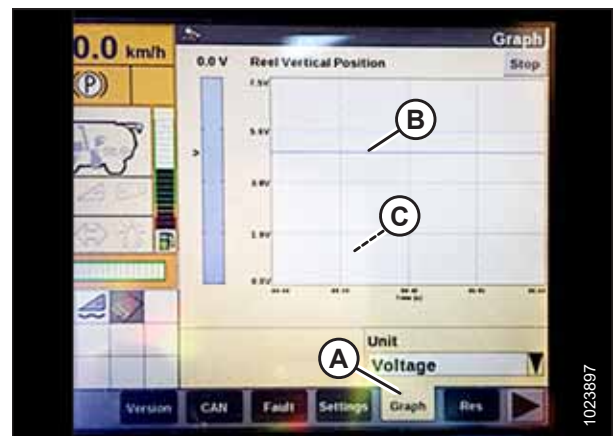 0.0 km/h
(P)
Graph
0.0 V
Reel Vertical Position
Stop
B
C
A
Unit
Voltage
Version
CAN
Fault
Settings
Graph
Res
1023897